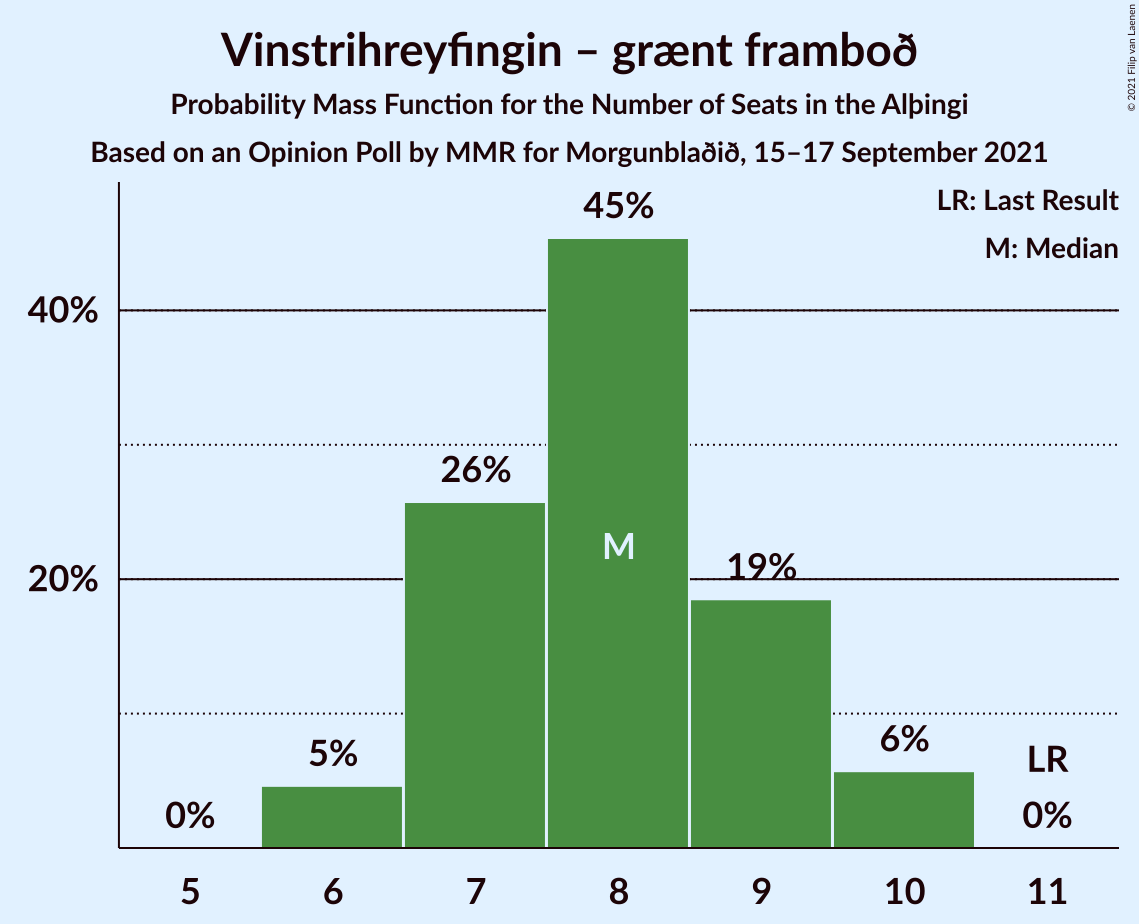 Vinstrihreyfingin – grænt framboð
Probability Mass Function for the Number of Seats in the Alþingi
Based on an Opinion Poll by MMR for Morgunblaðið, 15–17 September 2021
© 2021 Filip van Laenen
LR: Last Result
M: Median
40%
20%
0%
5%
26%
45%
M
19%
6%
LR
0%
5 6 7 8 9 10 11